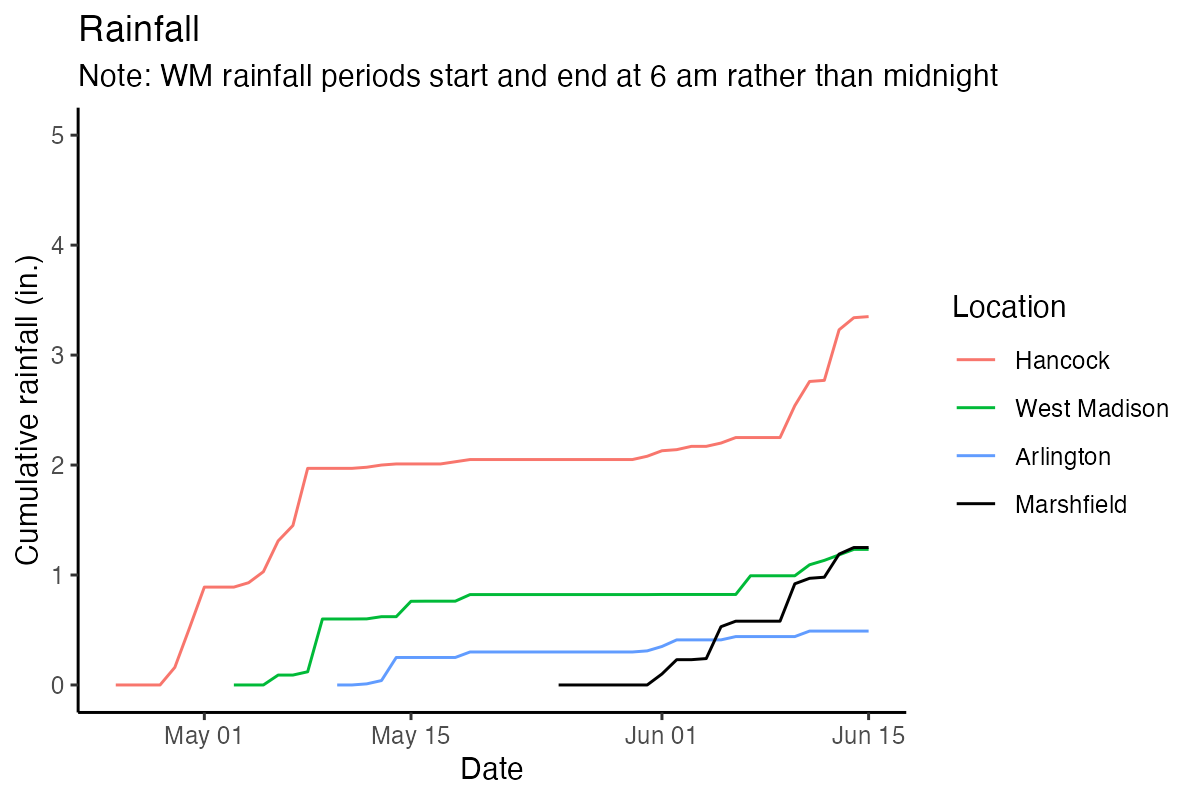 Rainfall
Note: WM rainfall periods start and end at 6 am rather than midnight
Cumulative rainfall (in.)
5
4
3
2
1
0
May 01
May 15
Jun 01
Jun 15
Date
Location
Hancock
West Madison
Arlington
Marshfield